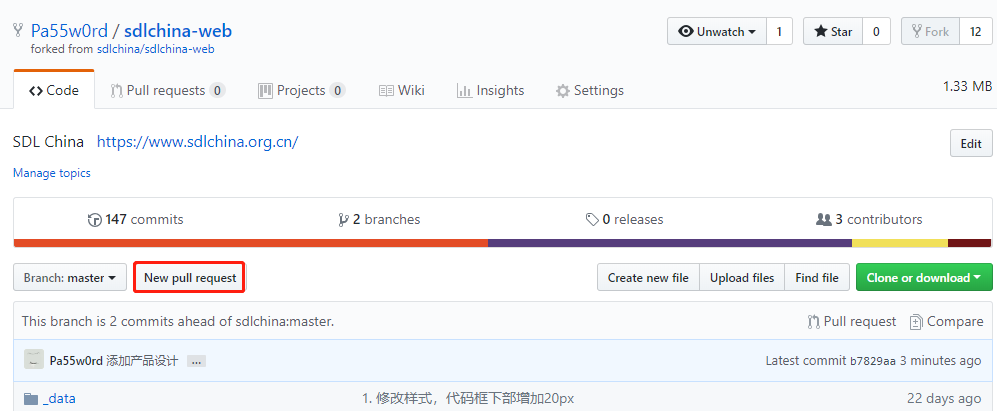 Pa55w0rd / sdlchina-web Unwatch 1 Star 0 Fork 12
forked from sdlchina/sdlchina-web
Code Pull requests 0 Projects 0 Wiki Insights Settings 1.33 MB
SDL China https://www.sdlchina.org.cn/ Edit
Manage topics
147 commits 2 branches 0 releases 3 contributors
Branch: master New pull request Create new file Upload files Find file Clone or download
This branch is 2 commits ahead of sdlchina:master. Pull request Compare
Pa55w0rd 添加产品设计 ... Latest commit b7829aa 3 minutes ago
_data 1. 修改样式，代码框下部增加20px 22 days ago